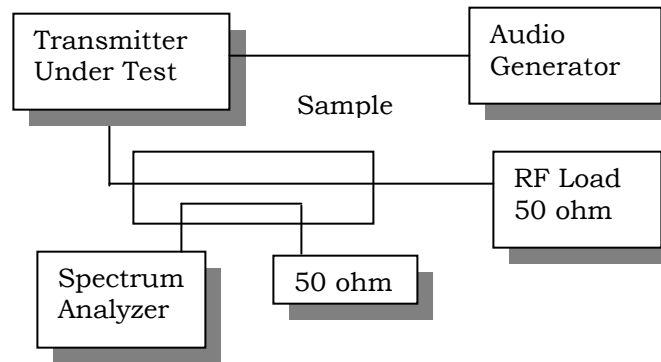 Transmitter
Under Test
Audio
Generator
Sample
RF Load
50 ohm
Spectrum
Analyzer
50 ohm